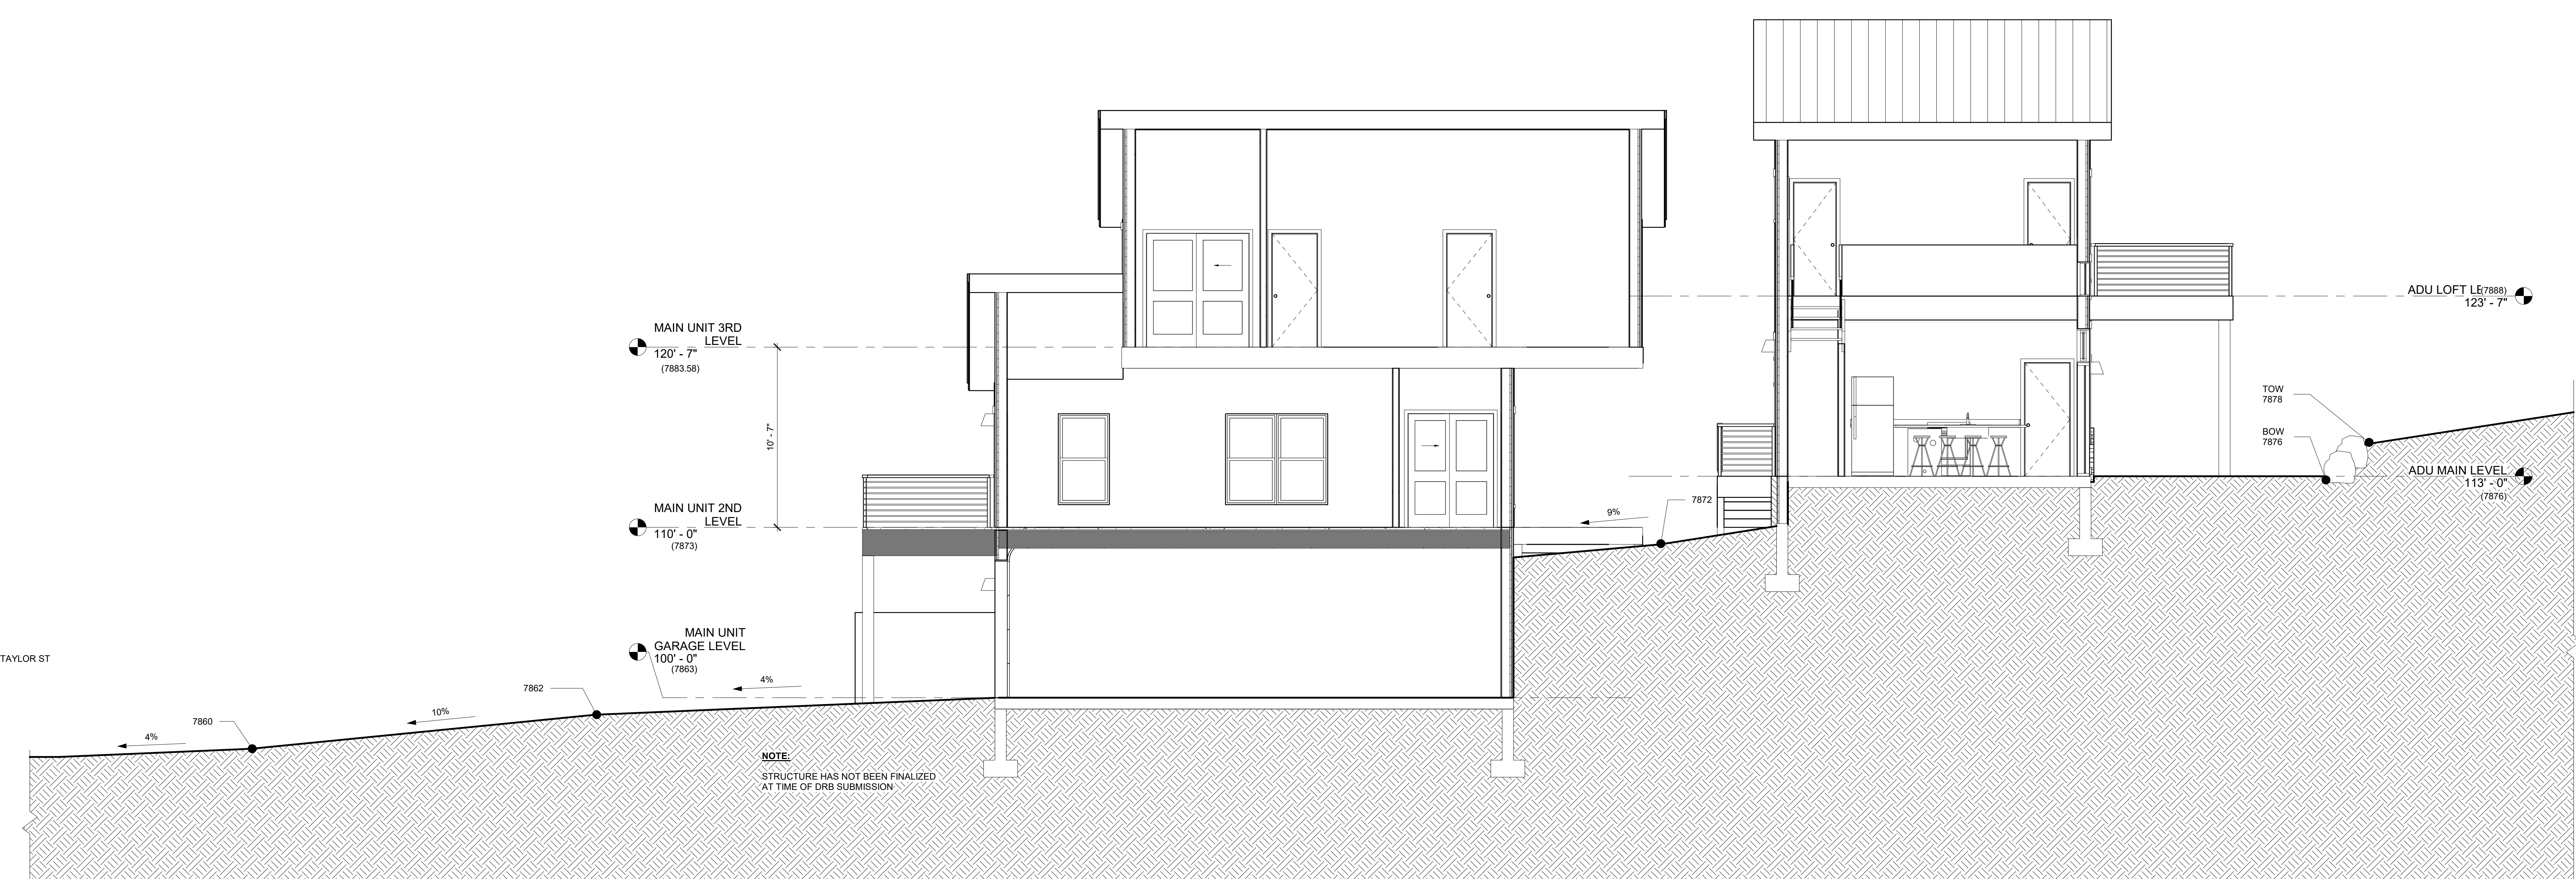 ADU LOFT LE(7888)
123' - 7"
MAIN UNIT 3RD
LEVEL
120' - 7"
(7883.58)
10' - 7"
TOW
7878
BOW
7876
ADU MAIN LEVEL
113' - 0"
(7876)
MAIN UNIT 2ND
LEVEL
110' - 0"
(7873)
7872
9%
MAIN UNIT
GARAGE LEVEL
100' - 0"
(7863)
TAYLOR ST
4%
7862
10%
7860
4%
NOTE:
STRUCTURE HAS NOT BEEN FINALIZED
AT TIME OF DRB SUBMISSION